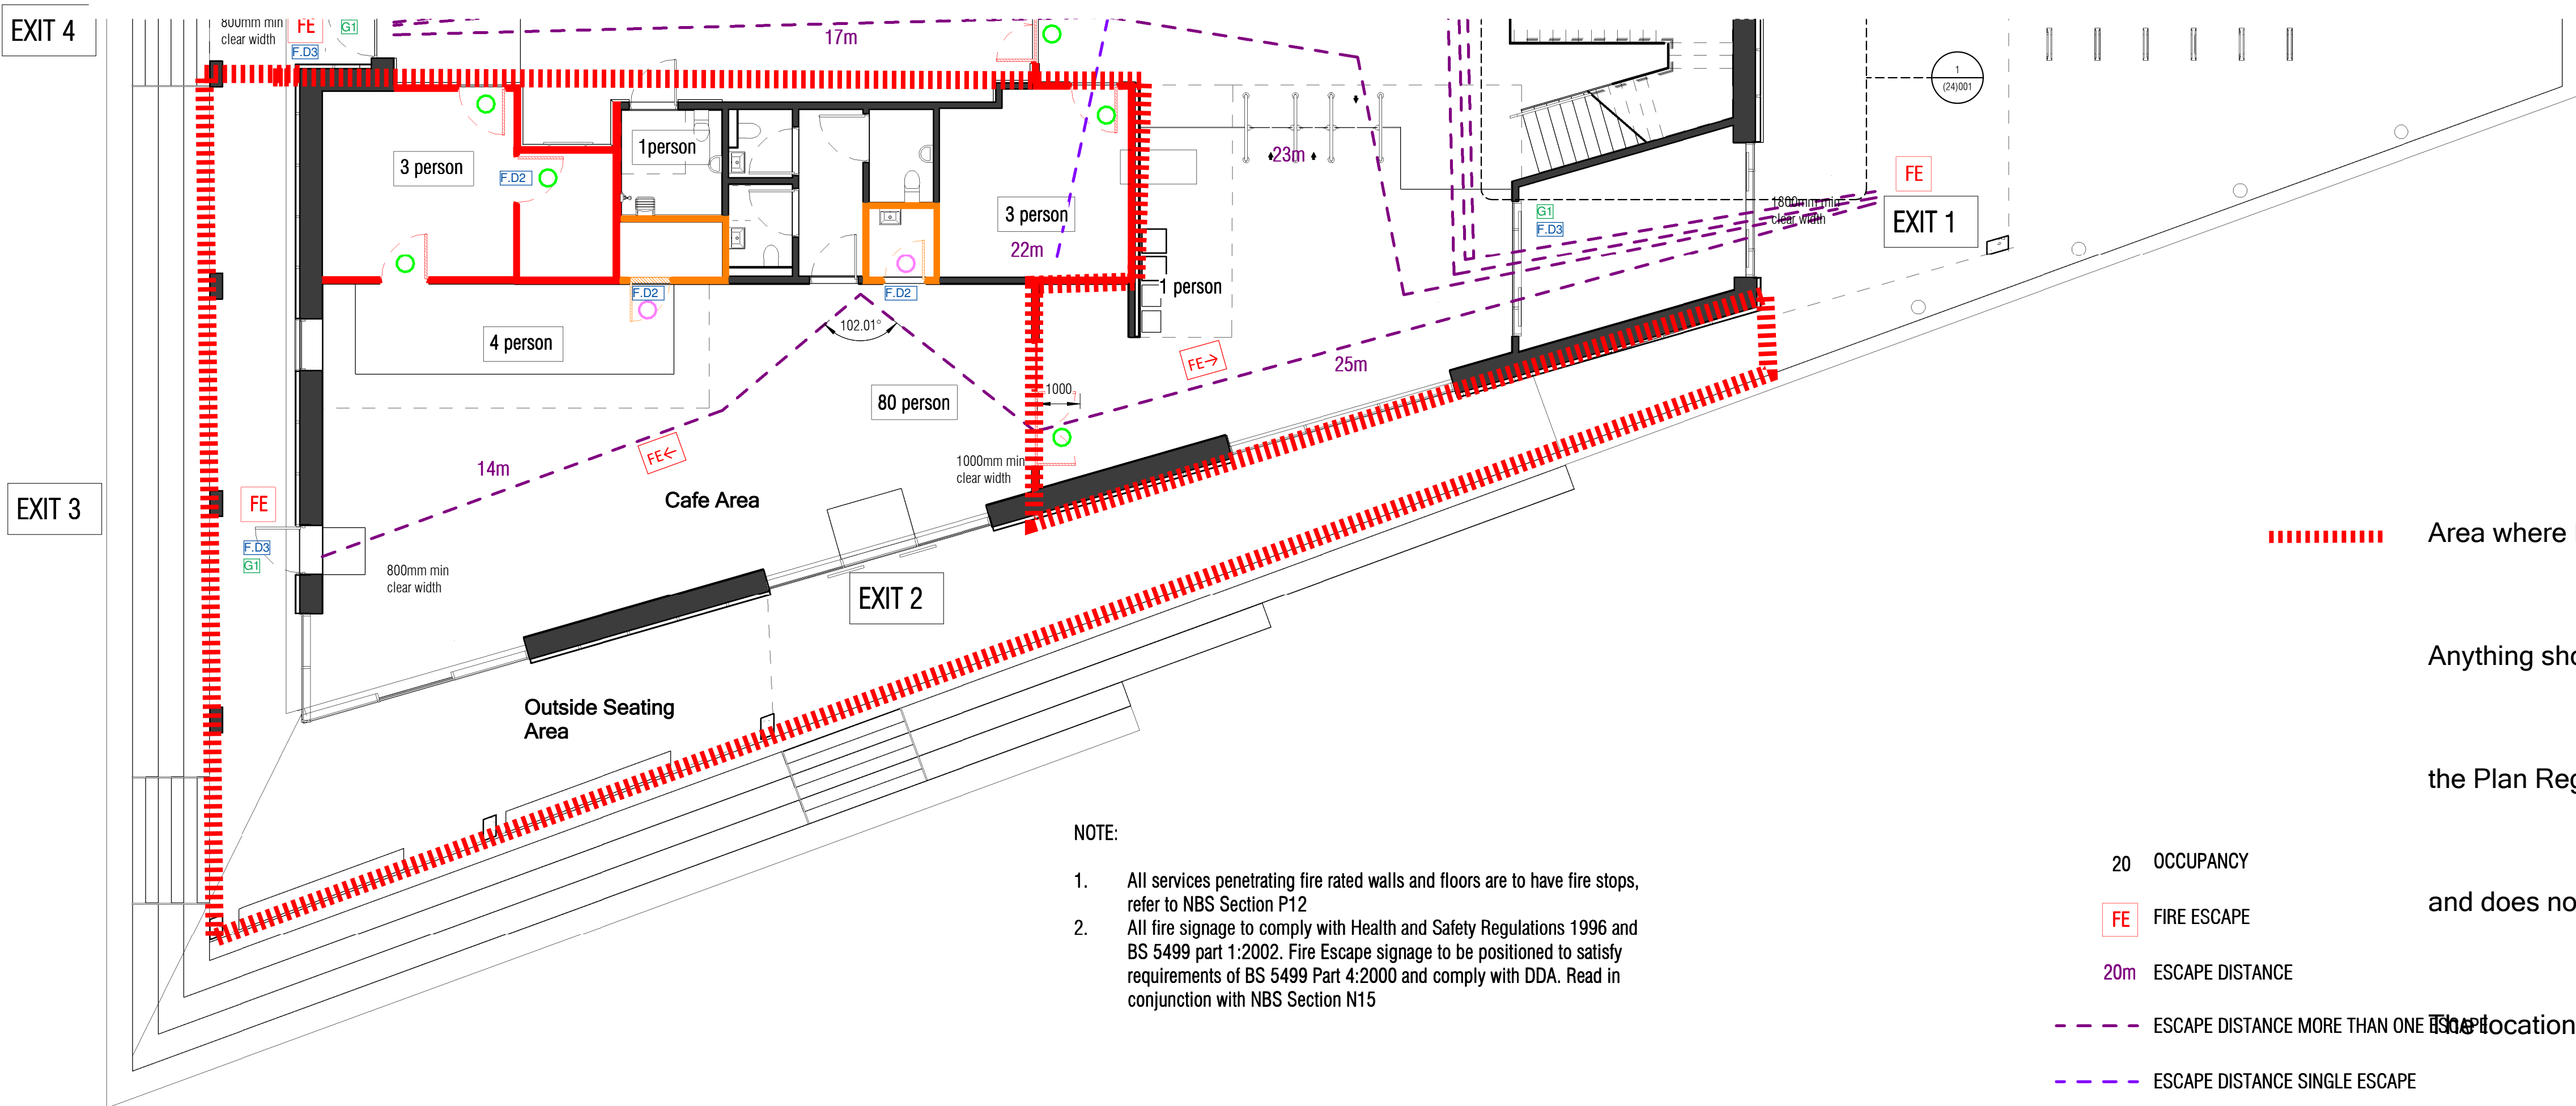 EXIT 4
800mm min
clear width
FE
G1
F.D3
17m
1
(24)001
3 person
F.D2
1person
3 person
22m
23m
G1
F.D3
1800mm min
clear width
FE
EXIT 1
F.D2
F.D2
1 person
4 person
102.01°
FE→
25m
1000
80 person
14m
FE←
1000mm min
clear width
Cafe Area
EXIT 3
FE
F.D3
G1
800mm min
clear width
EXIT 2
Outside Seating
Area
Area where
Anything sho
the Plan Reg
and does no
The location
NOTE:
1. All services penetrating fire rated walls and floors are to have fire stops,
refer to NBS Section P12
2. All fire signage to comply with Health and Safety Regulations 1996 and
BS 5499 part 1:2002. Fire Escape signage to be positioned to satisfy
requirements of BS 5499 Part 4:2000 and comply with DDA. Read in
conjunction with NBS Section N15
20 OCCUPANCY
FE FIRE ESCAPE
20m ESCAPE DISTANCE
ESCAPE DISTANCE MORE THAN ONE ESCAPE
ESCAPE DISTANCE SINGLE ESCAPE